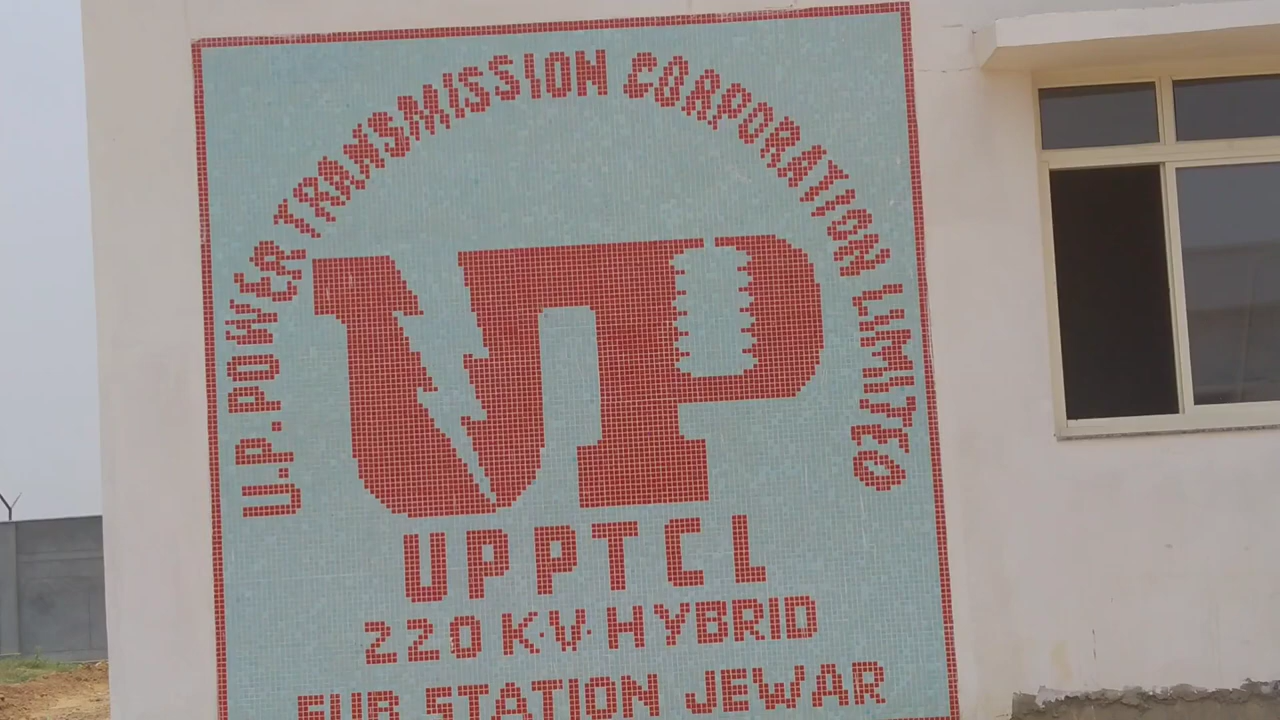 U.P. POWER TRANSMISSION CORPORATION LIMITED
UP
UPPTCL
220 K.V. HYBRID
SUB STATION JEWAR